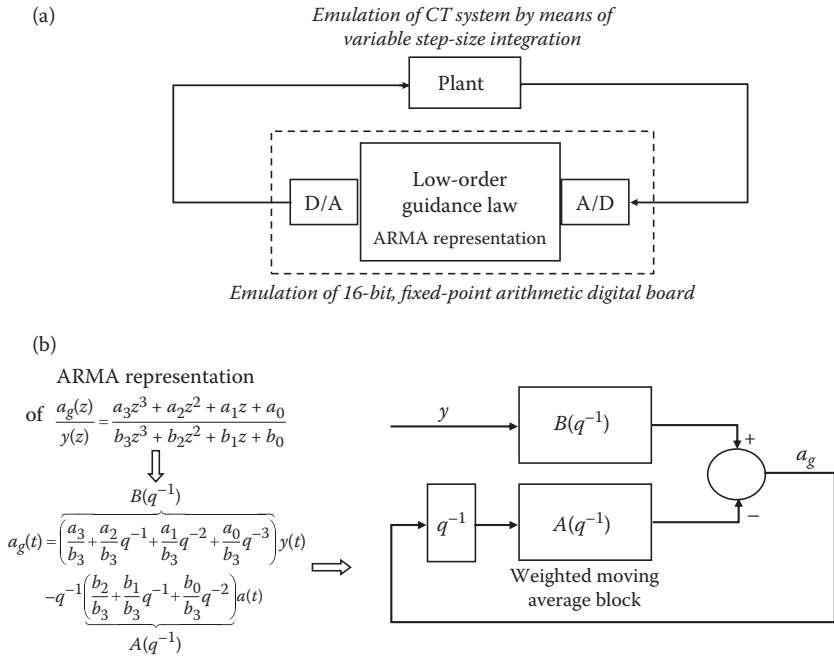 (a)
Emulation of CT system by means of
variable step-size integration
Plant
D/A
Low-order
guidance law
ARMA representation
A/D
Emulation of 16-bit, fixed-point arithmetic digital board
(b)
ARMA representation
of a_g(z)/y(z) = (a_3z^3 + a_2z^2 + a_1z + a_0)/(b_3z^3 + b_2z^2 + b_1z + b_0)
B(q^{-1})
a_g(t) = (a_3/b_3 + a_2/b_3 q^{-1} + a_1/b_3 q^{-2} + a_0/b_3 q^{-3}) y(t)
-q^{-1}(b_2/b_3 + b_1/b_3 q^{-1} + b_0/b_3 q^{-2}) a(t)
A(q^{-1})
y
B(q^{-1})
+
a_g
q^{-1}
A(q^{-1})
−
Weighted moving
average block